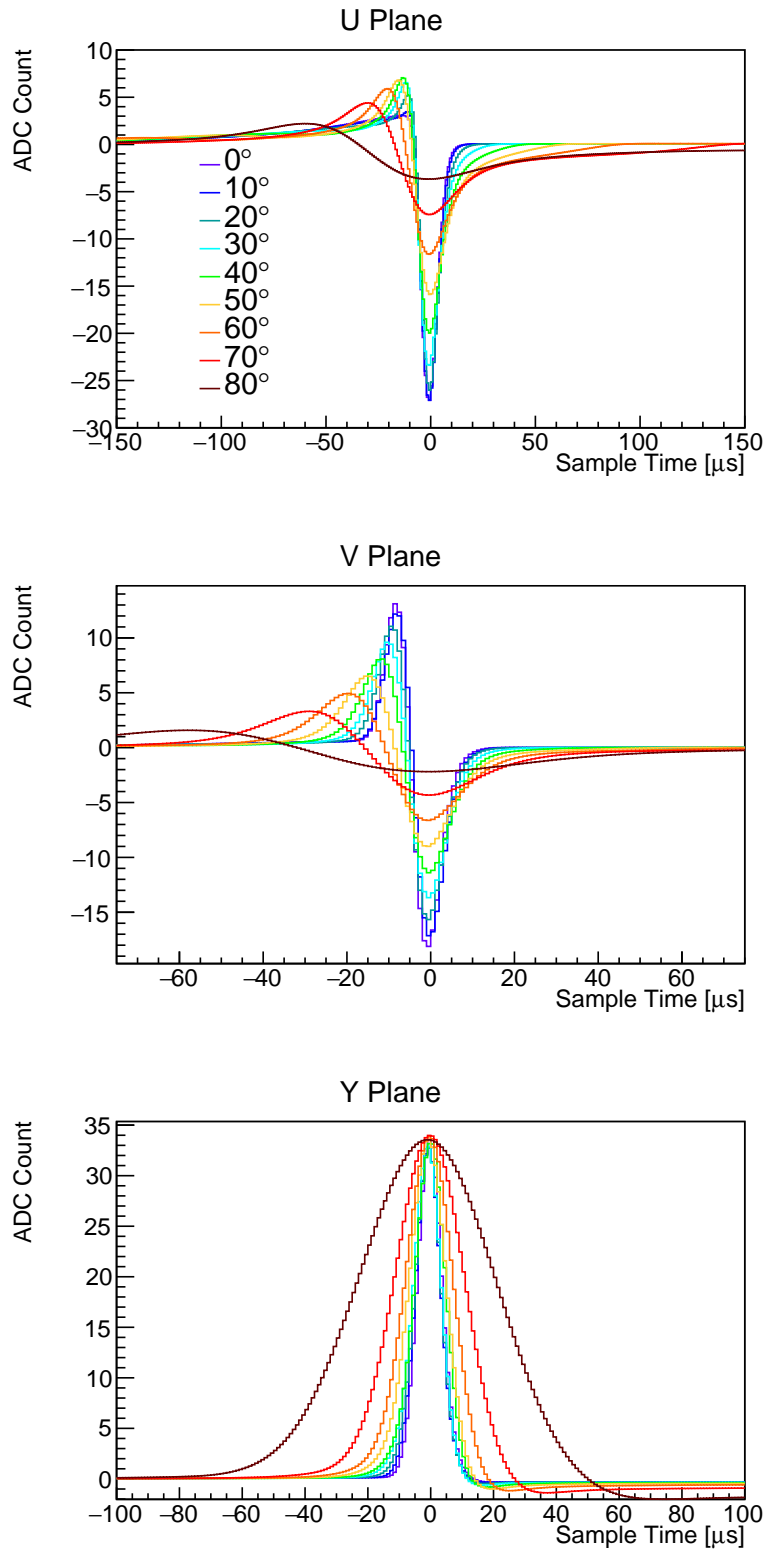 U Plane
ADC Count
10
5
0
−5
−10
−15
−20
−25
−30
0°
10°
20°
30°
40°
50°
60°
70°
80°
−150 −100 −50 0 50 100 150
Sample Time [μs]
V Plane
ADC Count
10
5
0
−5
−10
−15
−60 −40 −20 0 20 40 60
Sample Time [μs]
Y Plane
ADC Count
35
30
25
20
15
10
5
0
−100 −80 −60 −40 −20 0 20 40 60 80 100
Sample Time [μs]